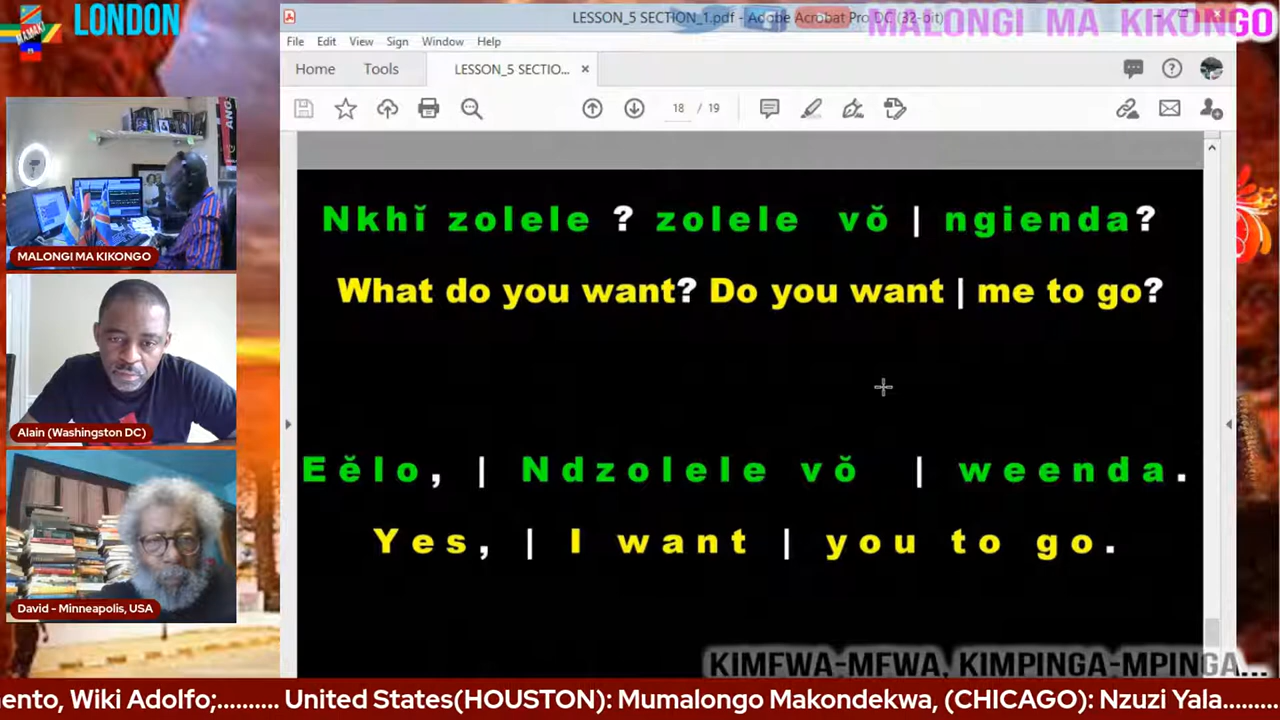 LONDON
LESSON_5 SECTION_1.pdf - Adobe Acrobat Pro DC (32-bit)
MALONGI MA KIKONGO
File Edit View Sign Window Help
Home Tools LESSON_5 SECTIO... ×
18 / 19
Nkhĭ zolele ? zolele vŏ | ngienda?
What do you want? Do you want | me to go?
Eĕlo, | Ndzolele vŏ | weenda.
Yes, | I want | you to go.
MALONGI MA KIKONGO
Alain (Washington DC)
David - Minneapolis, USA
KIMFWA-MFWA, KIMPINGA-MPINGA...
mento, Wiki Adolfo;.......... United States(HOUSTON): Mumalongo Makondekwa, (CHICAGO): Nzuzi Yala.........